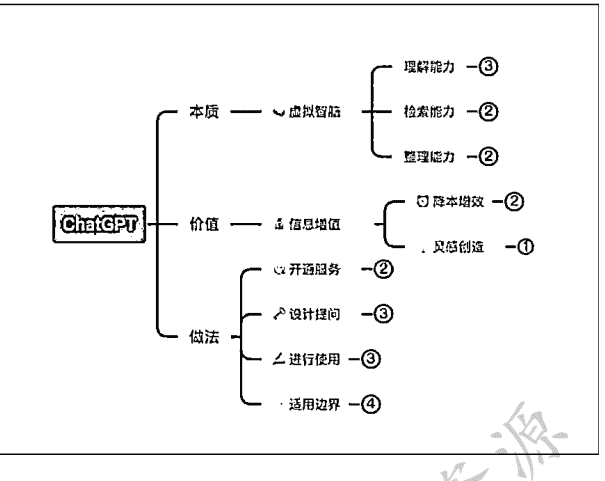 ChatGPT
本质
虚拟智脑
理解能力 ③
检索能力 ②
整理能力 ②
价值
信息增值
降本增效 ②
灵感创造 ①
做法
开通服务 ②
设计提问 ③
进行使用 ③
适用边界 ④
源